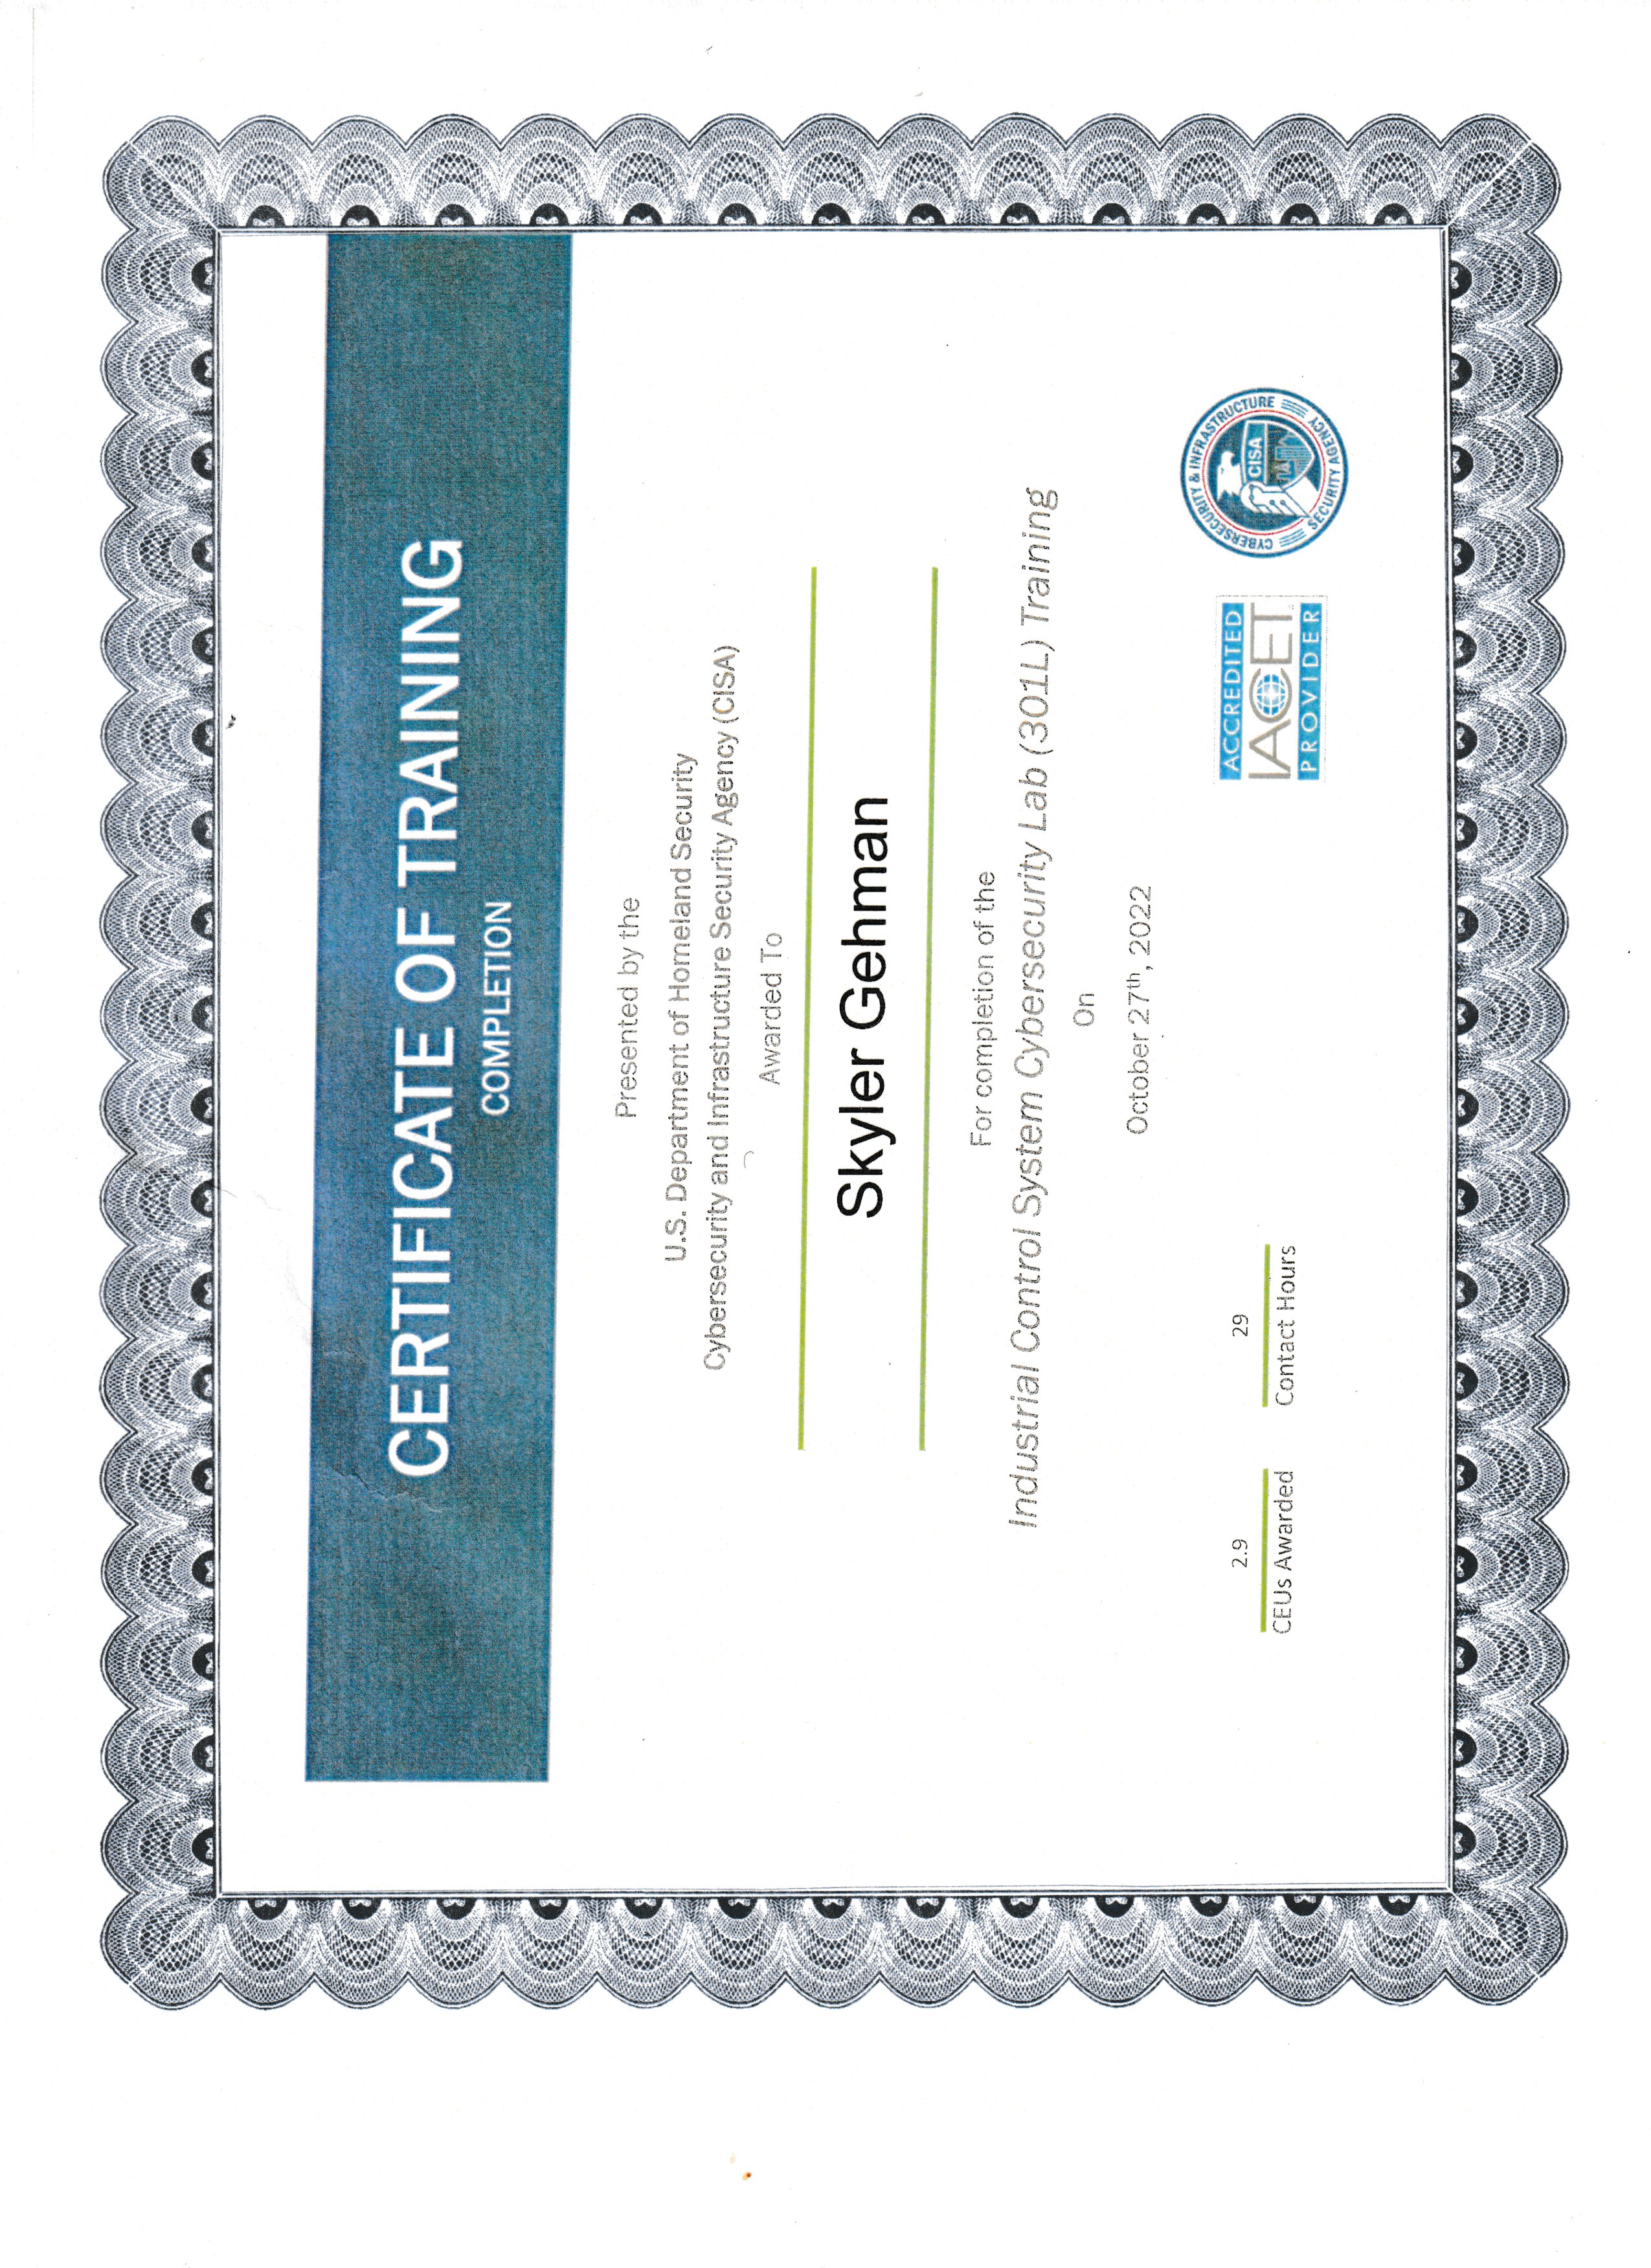 CERTIFICATE OF TRAINING
COMPLETION
Presented by the
U.S. Department of Homeland Security
Cybersecurity and Infrastructure Security Agency (CISA)
Awarded To
Skyler Gehman
For completion of the
Industrial Control System Cybersecurity Lab (301L) Training
On
October 27th, 2022
2.9
CEUs Awarded
29
Contact Hours
ACCREDITED
IACET
PROVIDER
CYBERSECURITY & INFRASTRUCTURE
SECURITY AGENCY
CISA